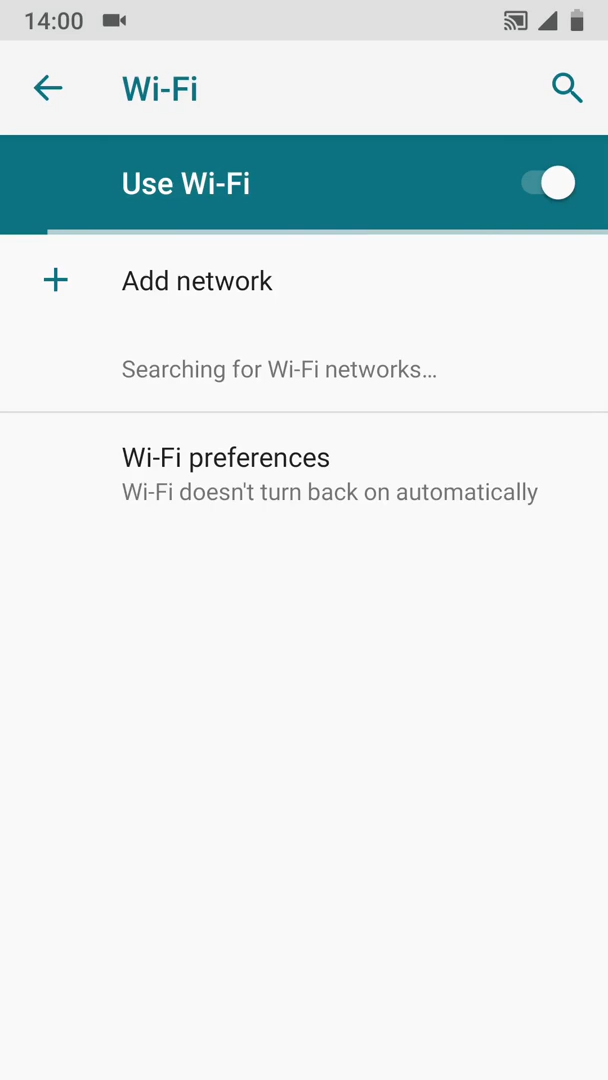 14:00
Wi-Fi
Use Wi-Fi
Add network
Searching for Wi-Fi networks…
Wi-Fi preferences
Wi-Fi doesn't turn back on automatically